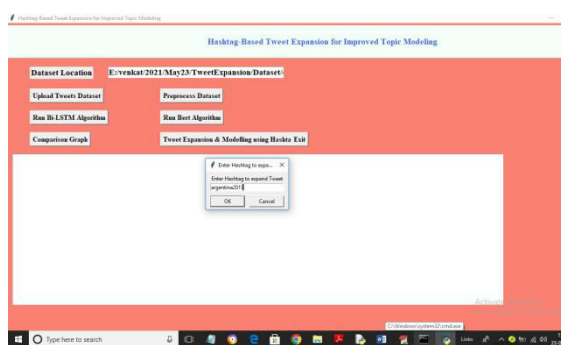 Hashtag-Based Tweet Expansion for Improved Topic Modeling
Hashtag-Based Tweet Expansion for Improved Topic Modeling
Dataset Location E:/venkat/2021/May23/TweetExpansion/Dataset/
Upload Tweets Dataset Preprocess Dataset
Run Bi-LSTM Algorithm Run Bert Algorithm
Comparison Graph Tweet Expansion & Modelling using Hashta Exit
Enter Hashtag to expa...
Enter Hashtag to expand Tweet
OK Cancel
C:\Windows\system32\cmd.exe
Type here to search
Links